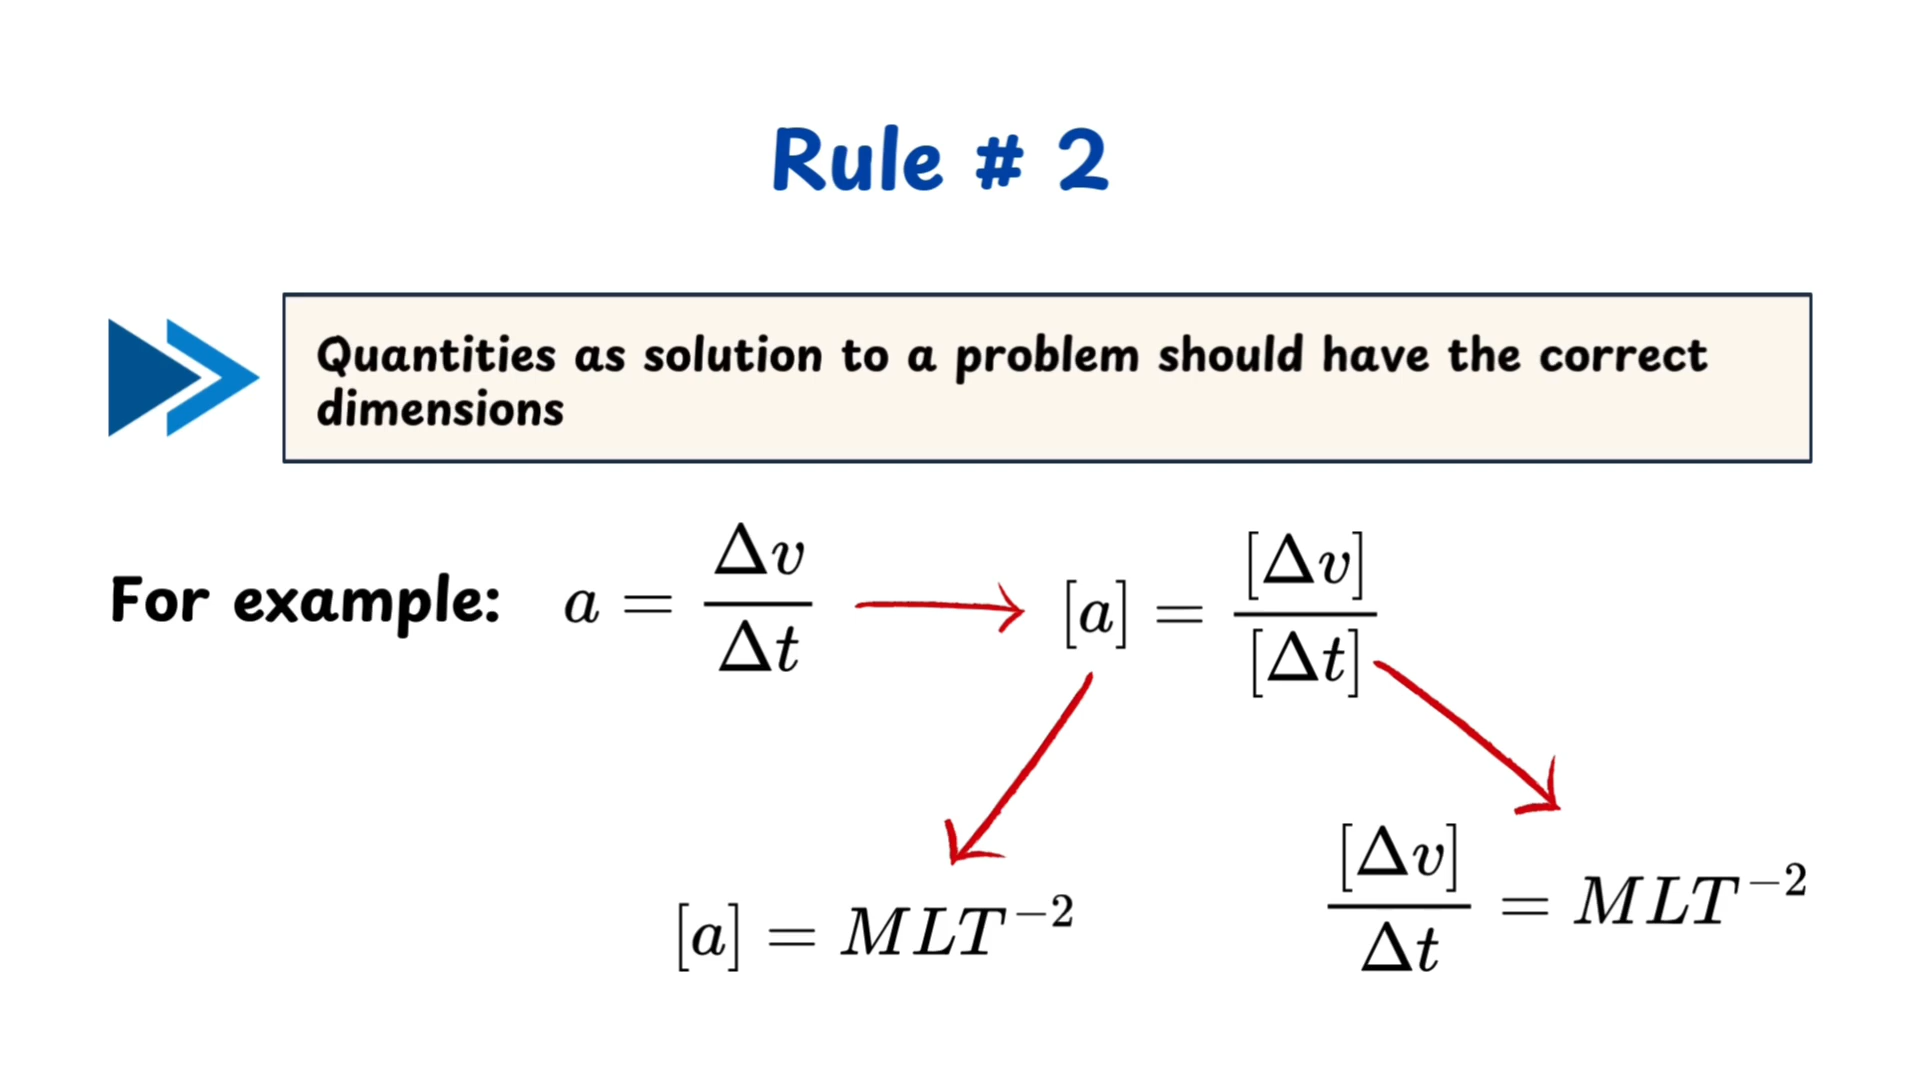 Rule # 2
Quantities as solution to a problem should have the correct
dimensions
For example: a = Δv / Δt [a] = [Δv] / [Δt]
[a] = MLT⁻² [Δv] / Δt = MLT⁻²